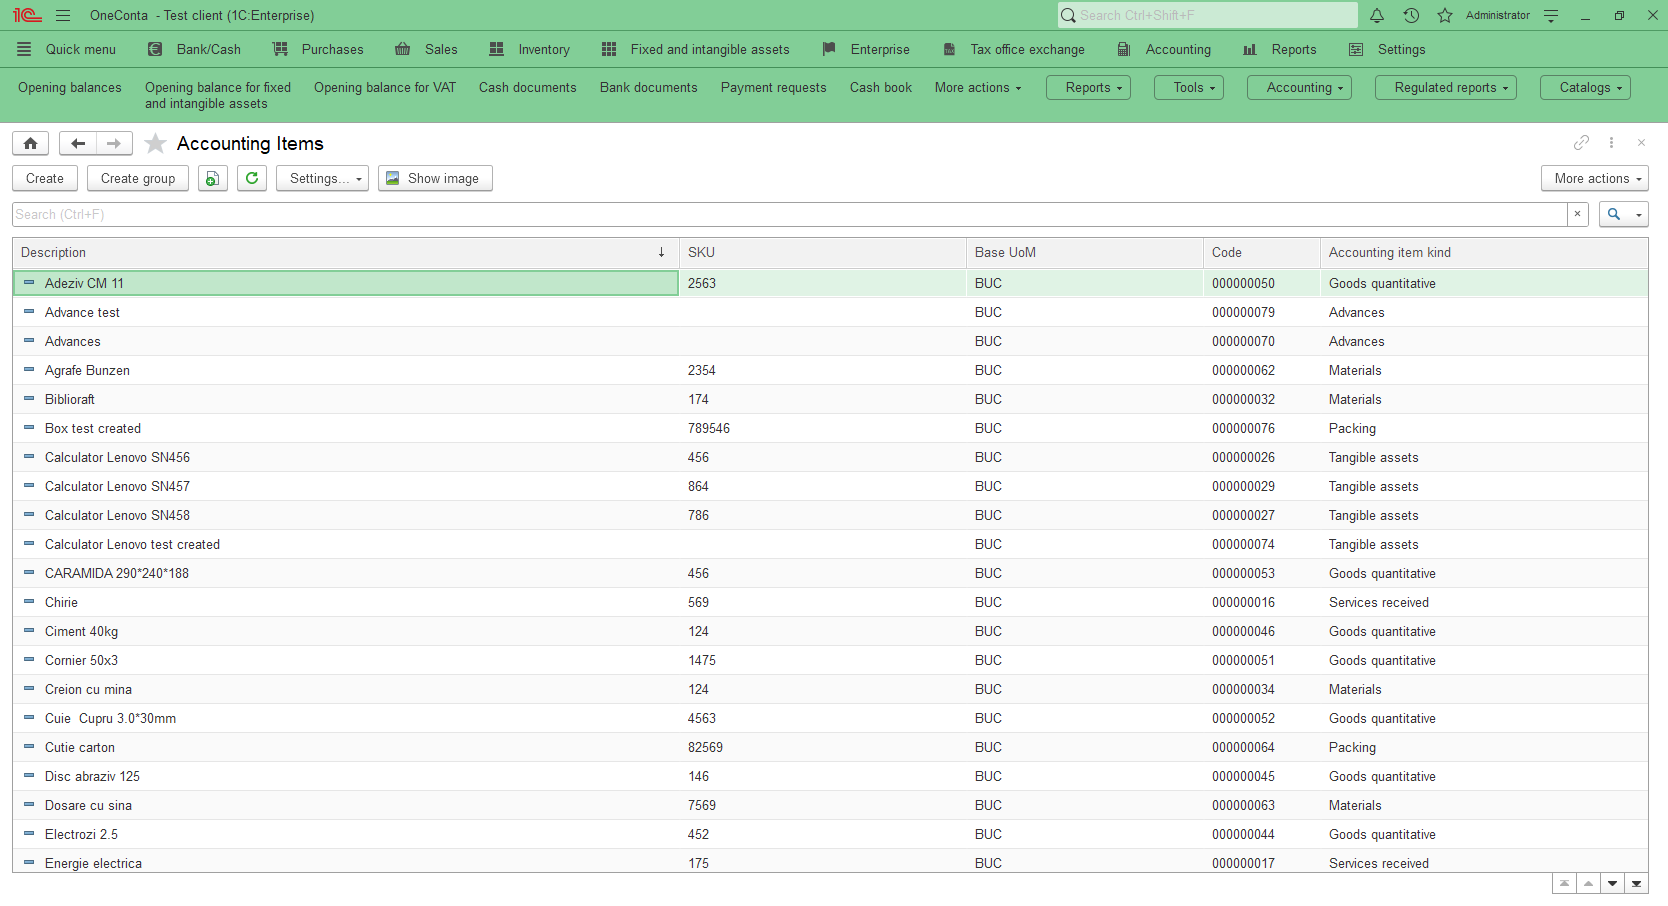 OneConta - Test client (1C:Enterprise)
Search Ctrl+Shift+F
Administrator
Quick menu Bank/Cash Purchases Sales Inventory Fixed and intangible assets Enterprise Tax office exchange Accounting Reports Settings
Opening balances Opening balance for fixed and intangible assets Opening balance for VAT Cash documents Bank documents Payment requests Cash book More actions Reports Tools Accounting Regulated reports Catalogs
Accounting Items
Create Create group Settings... Show image More actions
Search (Ctrl+F)
Description SKU Base UoM Code Accounting item kind
Adeziv CM 11 2563 BUC 000000050 Goods quantitative
Advance test BUC 000000079 Advances
Advances BUC 000000070 Advances
Agrafe Bunzen 2354 BUC 000000062 Materials
Biblioraft 174 BUC 000000032 Materials
Box test created 789546 BUC 000000076 Packing
Calculator Lenovo SN456 456 BUC 000000026 Tangible assets
Calculator Lenovo SN457 864 BUC 000000029 Tangible assets
Calculator Lenovo SN458 786 BUC 000000027 Tangible assets
Calculator Lenovo test created BUC 000000074 Tangible assets
CARAMIDA 290*240*188 456 BUC 000000053 Goods quantitative
Chirie 569 BUC 000000016 Services received
Ciment 40kg 124 BUC 000000046 Goods quantitative
Cornier 50x3 1475 BUC 000000051 Goods quantitative
Creion cu mina 124 BUC 000000034 Materials
Cuie  Cupru 3.0*30mm 4563 BUC 000000052 Goods quantitative
Cutie carton 82569 BUC 000000064 Packing
Disc abraziv 125 146 BUC 000000045 Goods quantitative
Dosare cu sina 7569 BUC 000000063 Materials
Electrozi 2.5 452 BUC 000000044 Goods quantitative
Energie electrica 175 BUC 000000017 Services received